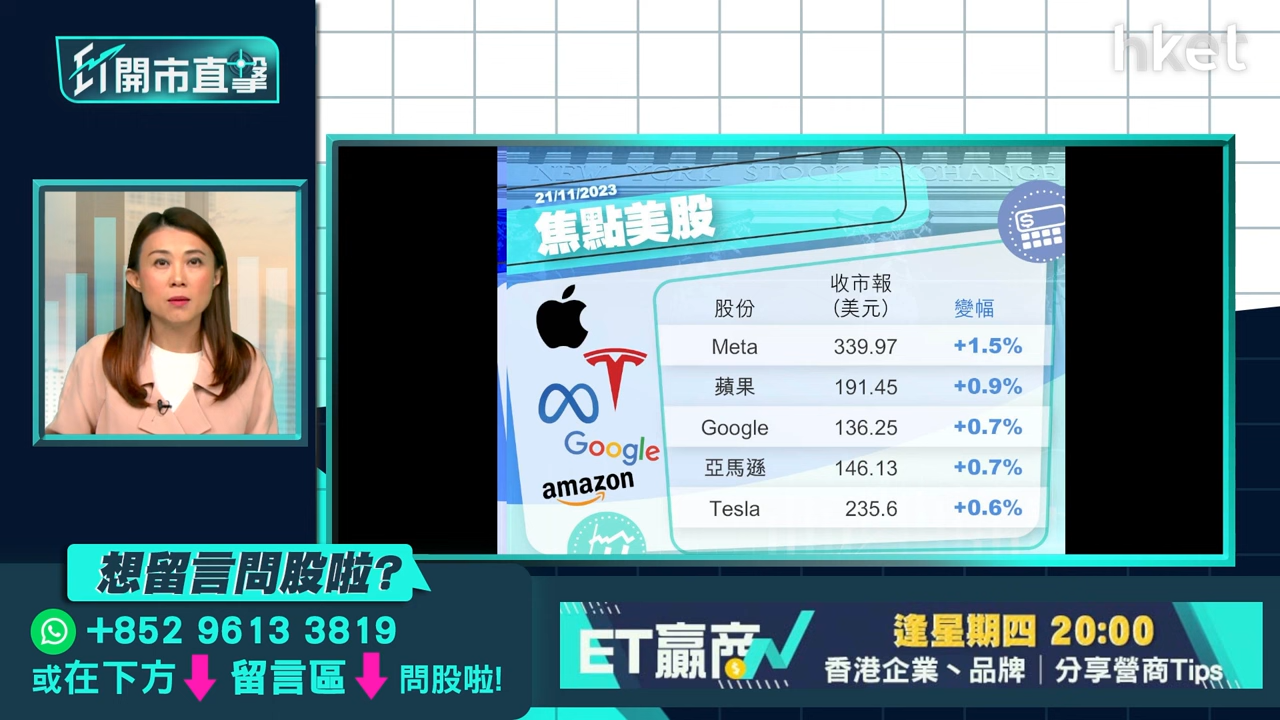 ET開市直擊
hket
NEW YORK STOCK EXCHANGE
21/11/2023
焦點美股
股份 收市報(美元) 變幅
Meta 339.97 +1.5%
蘋果 191.45 +0.9%
Google 136.25 +0.7%
亞馬遜 146.13 +0.7%
Tesla 235.6 +0.6%
Google
amazon
想留言問股啦?
+852 9613 3819
或在下方 留言區 問股啦!
ET贏商
逢星期四 20:00
香港企業、品牌｜分享營商Tips